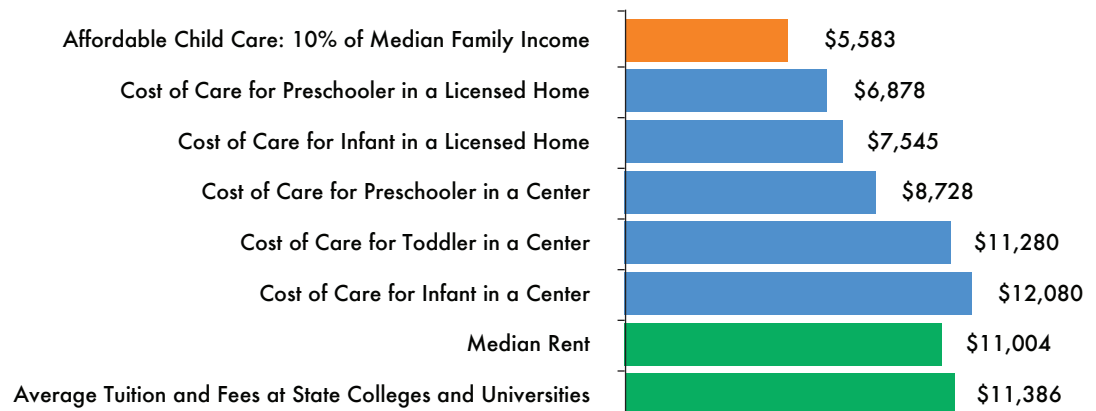 Affordable Child Care: 10% of Median Family Income $5,583
Cost of Care for Preschooler in a Licensed Home $6,878
Cost of Care for Infant in a Licensed Home $7,545
Cost of Care for Preschooler in a Center $8,728
Cost of Care for Toddler in a Center $11,280
Cost of Care for Infant in a Center $12,080
Median Rent $11,004
Average Tuition and Fees at State Colleges and Universities $11,386